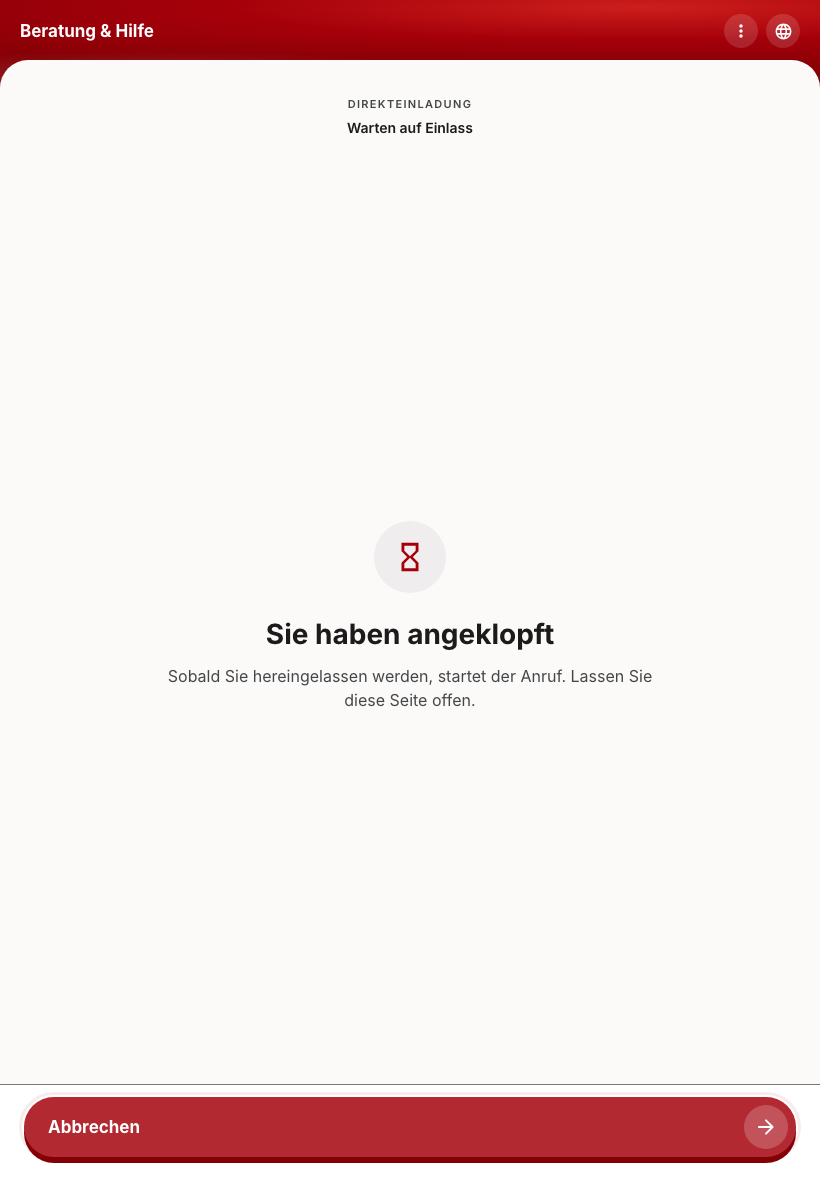 Beratung & Hilfe
DIREKTEINLADUNG
Warten auf Einlass
Sie haben angeklopft
Sobald Sie hereingelassen werden, startet der Anruf. Lassen Sie
diese Seite offen.
Abbrechen